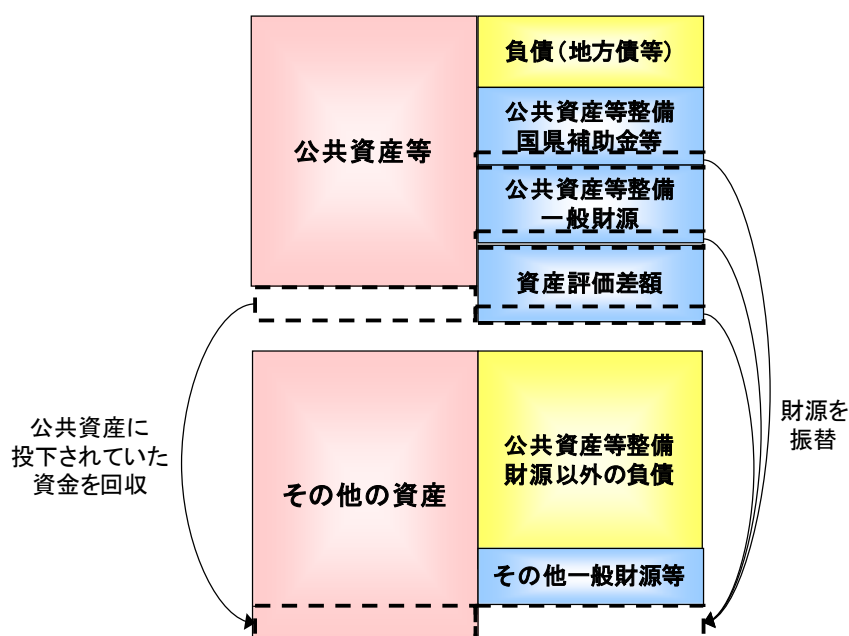 公共資産等
負債(地方債等)
公共資産等整備
国県補助金等
公共資産等整備
一般財源
資産評価差額
公共資産に
投下されていた
資金を回収
その他の資産
公共資産等整備
財源以外の負債
その他一般財源等
財源を
振替